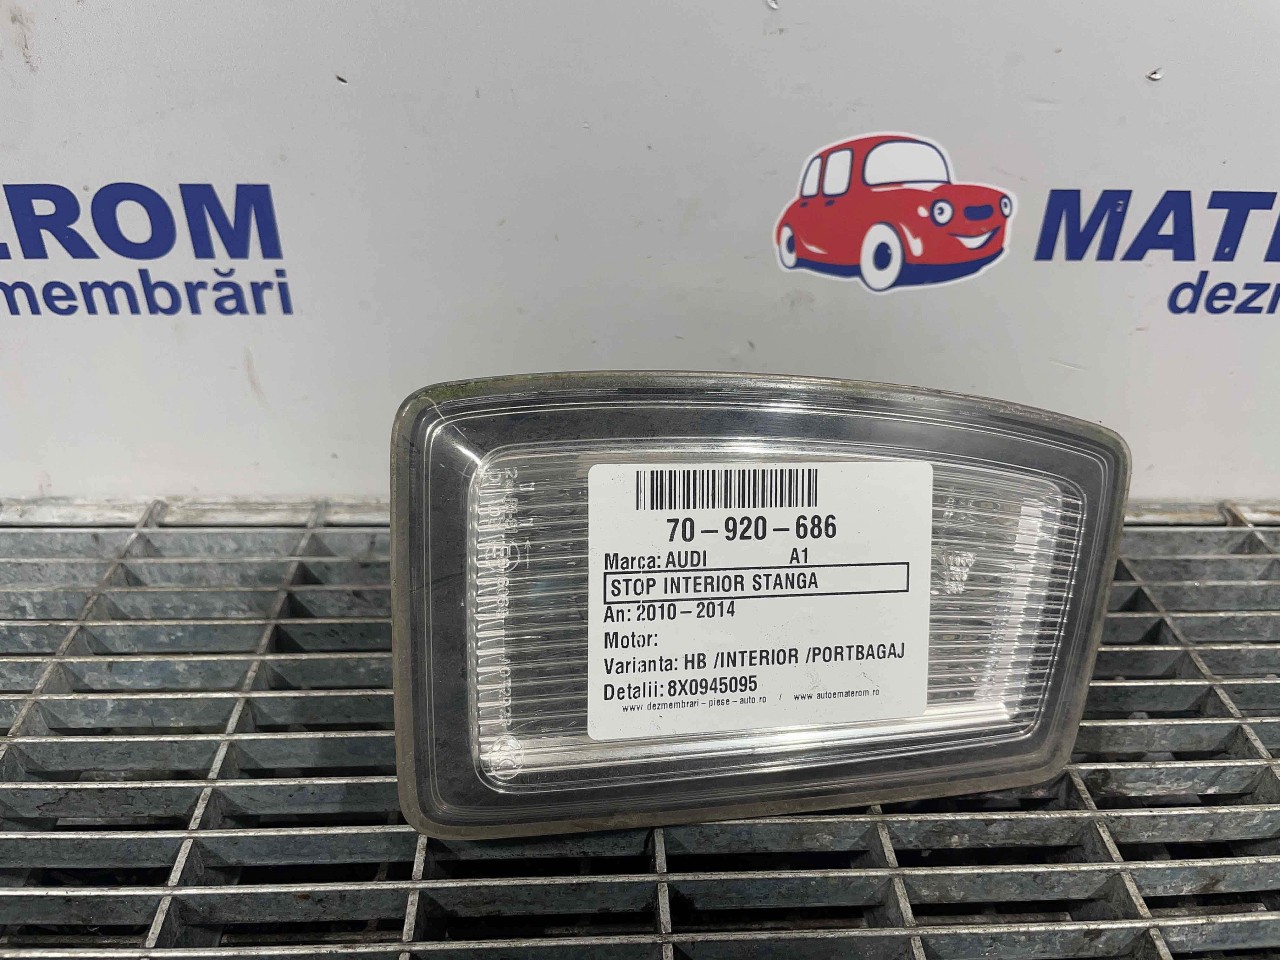 EROM
membrări
MATE
dezm
70-920-686
Marca: AUDI A1
STOP INTERIOR STANGA
An: 2010-2014
Motor:
Varianta: HB /INTERIOR /PORTBAGAJ
Detalii: 8X0945095
www.dezmembrari-piese-auto.ro / www.autoematerom.ro